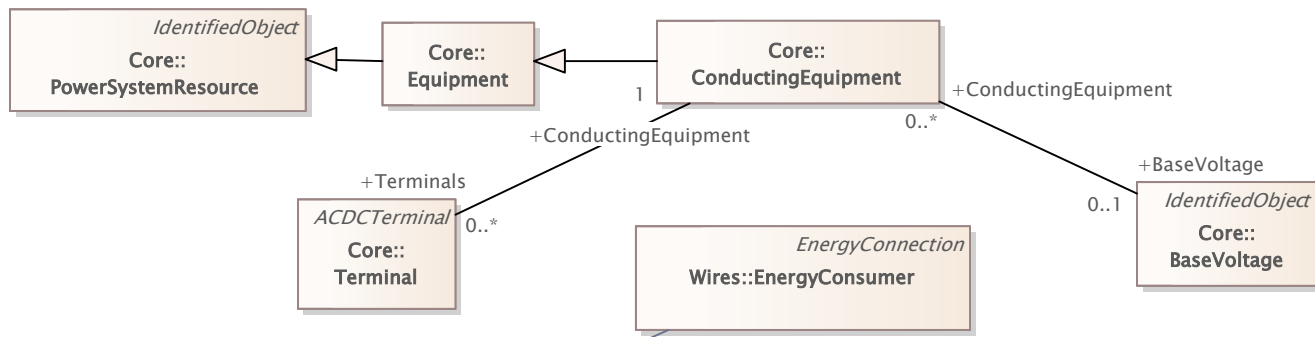 IdentifiedObject
Core::
PowerSystemResource
Core::
Equipment
Core::
ConductingEquipment
1
+ConductingEquipment
0..*
+ConductingEquipment
+Terminals
0..*
+BaseVoltage
0..1
ACDCTerminal
Core::
Terminal
EnergyConnection
Wires::EnergyConsumer
IdentifiedObject
Core::
BaseVoltage